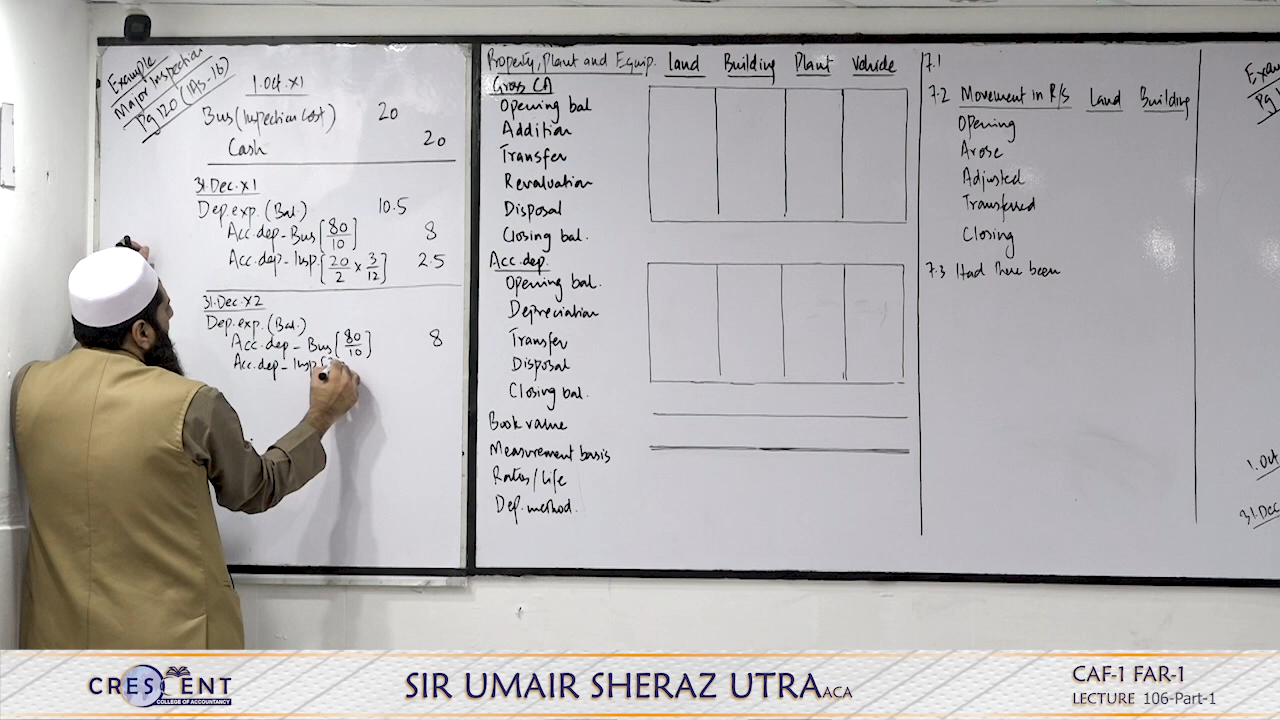 Example
Major Inspection
Pg 120 (IAS-16)
1.Oct.x1
Bus (Inspection Cost) 20
Cash 20
31.Dec.x1
Dep.exp.(Bal.) 10.5
Acc.dep-Bus [80/10] 8
Acc.dep-Insp.[20/2 x 3/12] 2.5
31.Dec.x2
Dep.exp.(Bal.)
Acc.dep-Bus [80/10] 8
Acc.dep-Insp
Property, Plant and Equip. Land Building Plant Vehicle
Gross CA
Opening bal
Addition
Transfer
Revaluation
Disposal
Closing bal.
Acc.dep.
Opening bal.
Depreciation
Transfer
Disposal
Closing bal.
Book value
Measurement basis
Rates/Life
Dep.method.
7.1
7.2 Movement in R/S Land Building
Opening
Arose
Adjusted
Transferred
Closing
7.3 Had there been
1.Oct
31.Dec
CRESCENT
COLLEGE OF ACCOUNTANCY
SIR UMAIR SHERAZ UTRA ACA
CAF-1 FAR-1
LECTURE 106-Part-1